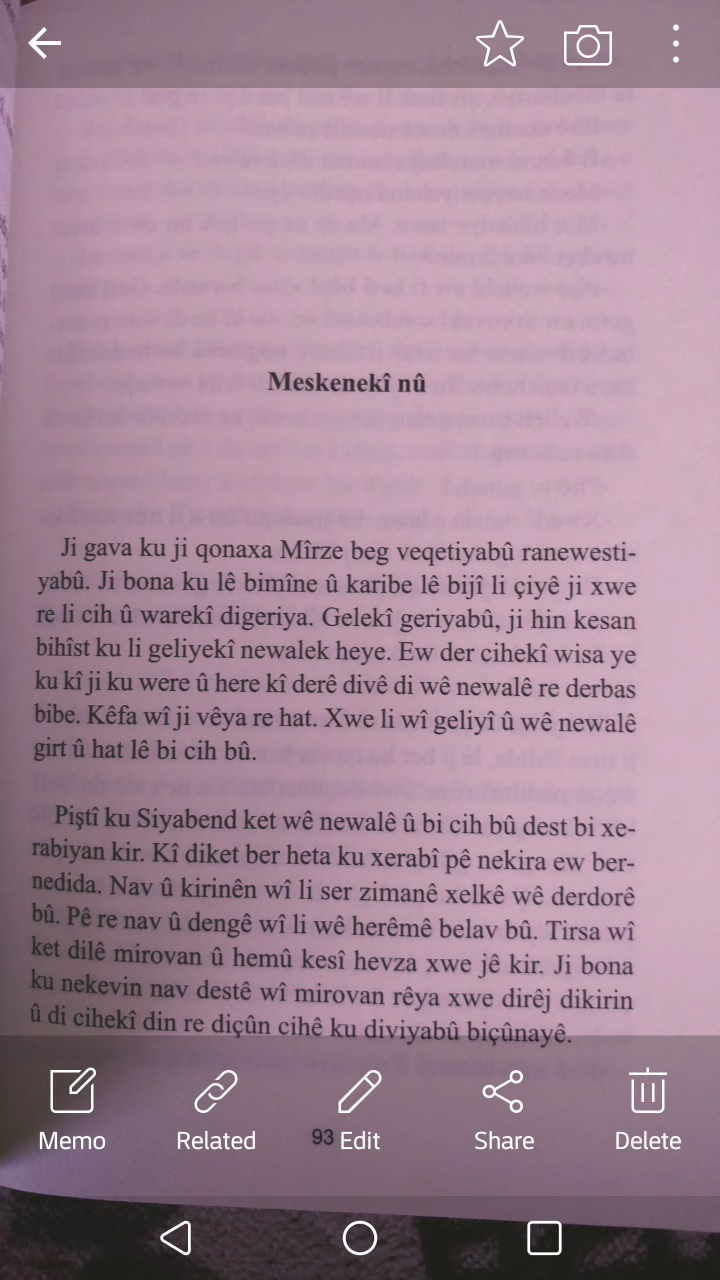 Meskenekî nû
Ji gava ku ji qonaxa Mîrze beg veqetiyabû ranewesti-
yabû. Ji bona ku lê bimîne û karibe lê bijî li çiyê ji xwe
re li cih û warekî digeriya. Gelekî geriyabû, ji hin kesan
bihîst ku li geliyekî newalek heye. Ew der cihekî wisa ye
ku kî ji ku were û here kî derê divê di wê newalê re derbas
bibe. Kêfa wî ji vêya re hat. Xwe li wî geliyî û wê newalê
girt û hat lê bi cih bû.
Piştî ku Siyabend ket wê newalê û bi cih bû dest bi xe-
rabiyan kir. Kî diket ber heta ku xerabî pê nekira ew ber-
nedida. Nav û kirinên wî li ser zimanê xelkê wê derdorê
bû. Pê re nav û dengê wî li wê herêmê belav bû. Tirsa wî
ket dilê mirovan û hemû kesî hevza xwe jê kir. Ji bona
ku nekevin nav destê wî mirovan rêya xwe dirêj dikirin
û di cihekî din re diçûn cihê ku diviyabû biçûnayê.
Memo Related 93 Edit Share Delete